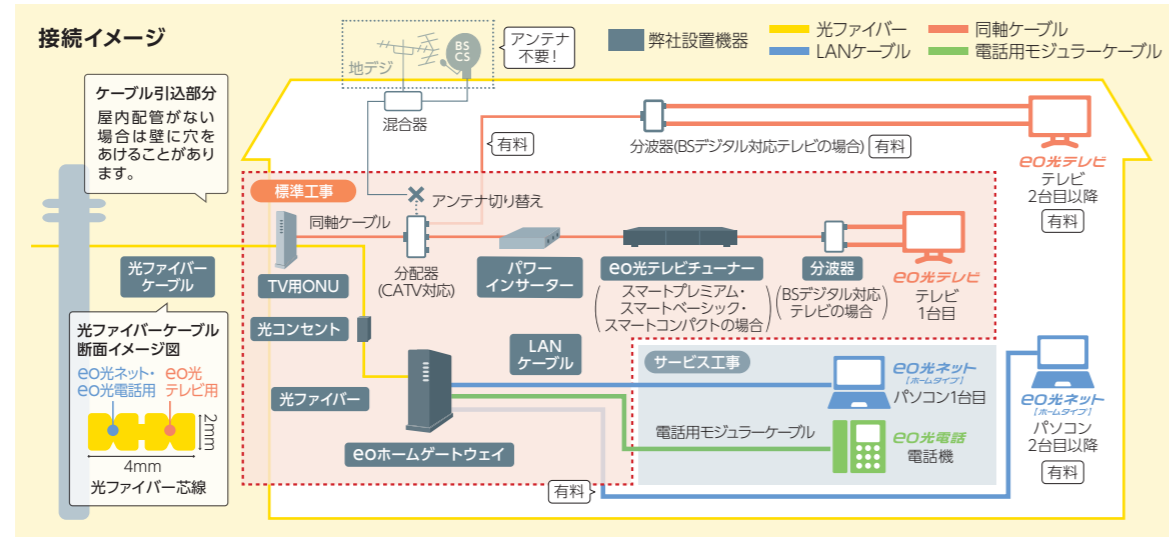 接続イメージ
地デジ
BS
CS
アンテナ
不要!
混合器
弊社設置機器
光ファイバー
同軸ケーブル
LANケーブル
電話用モジュラーケーブル
ケーブル引込部分
屋内配管がない
場合は壁に穴を
あけることがあり
ます。
有料
分波器(BSデジタル対応テレビの場合)
有料
eo光テレビ
テレビ
2台目以降
有料
標準工事
アンテナ切り替え
同軸ケーブル
光ファイバー
ケーブル
TV用ONU
分配器
(CATV対応)
パワー
インサーター
eo光テレビチューナー
スマートプレミアム・
スマートベーシック・
スマートコンパクトの場合
分波器
BSデジタル対応
テレビの場合
eo光テレビ
テレビ
1台目
光コンセント
光ファイバーケーブル
断面イメージ図
eo光ネット・
eo光電話用
eo光
テレビ用
2mm
4mm
光ファイバー芯線
光ファイバー
LAN
ケーブル
eoホームゲートウェイ
サービス工事
eo光ネット
[ホームタイプ]
パソコン1台目
電話用モジュラーケーブル
eo光電話
電話機
有料
eo光ネット
[ホームタイプ]
パソコン
2台目以降
有料